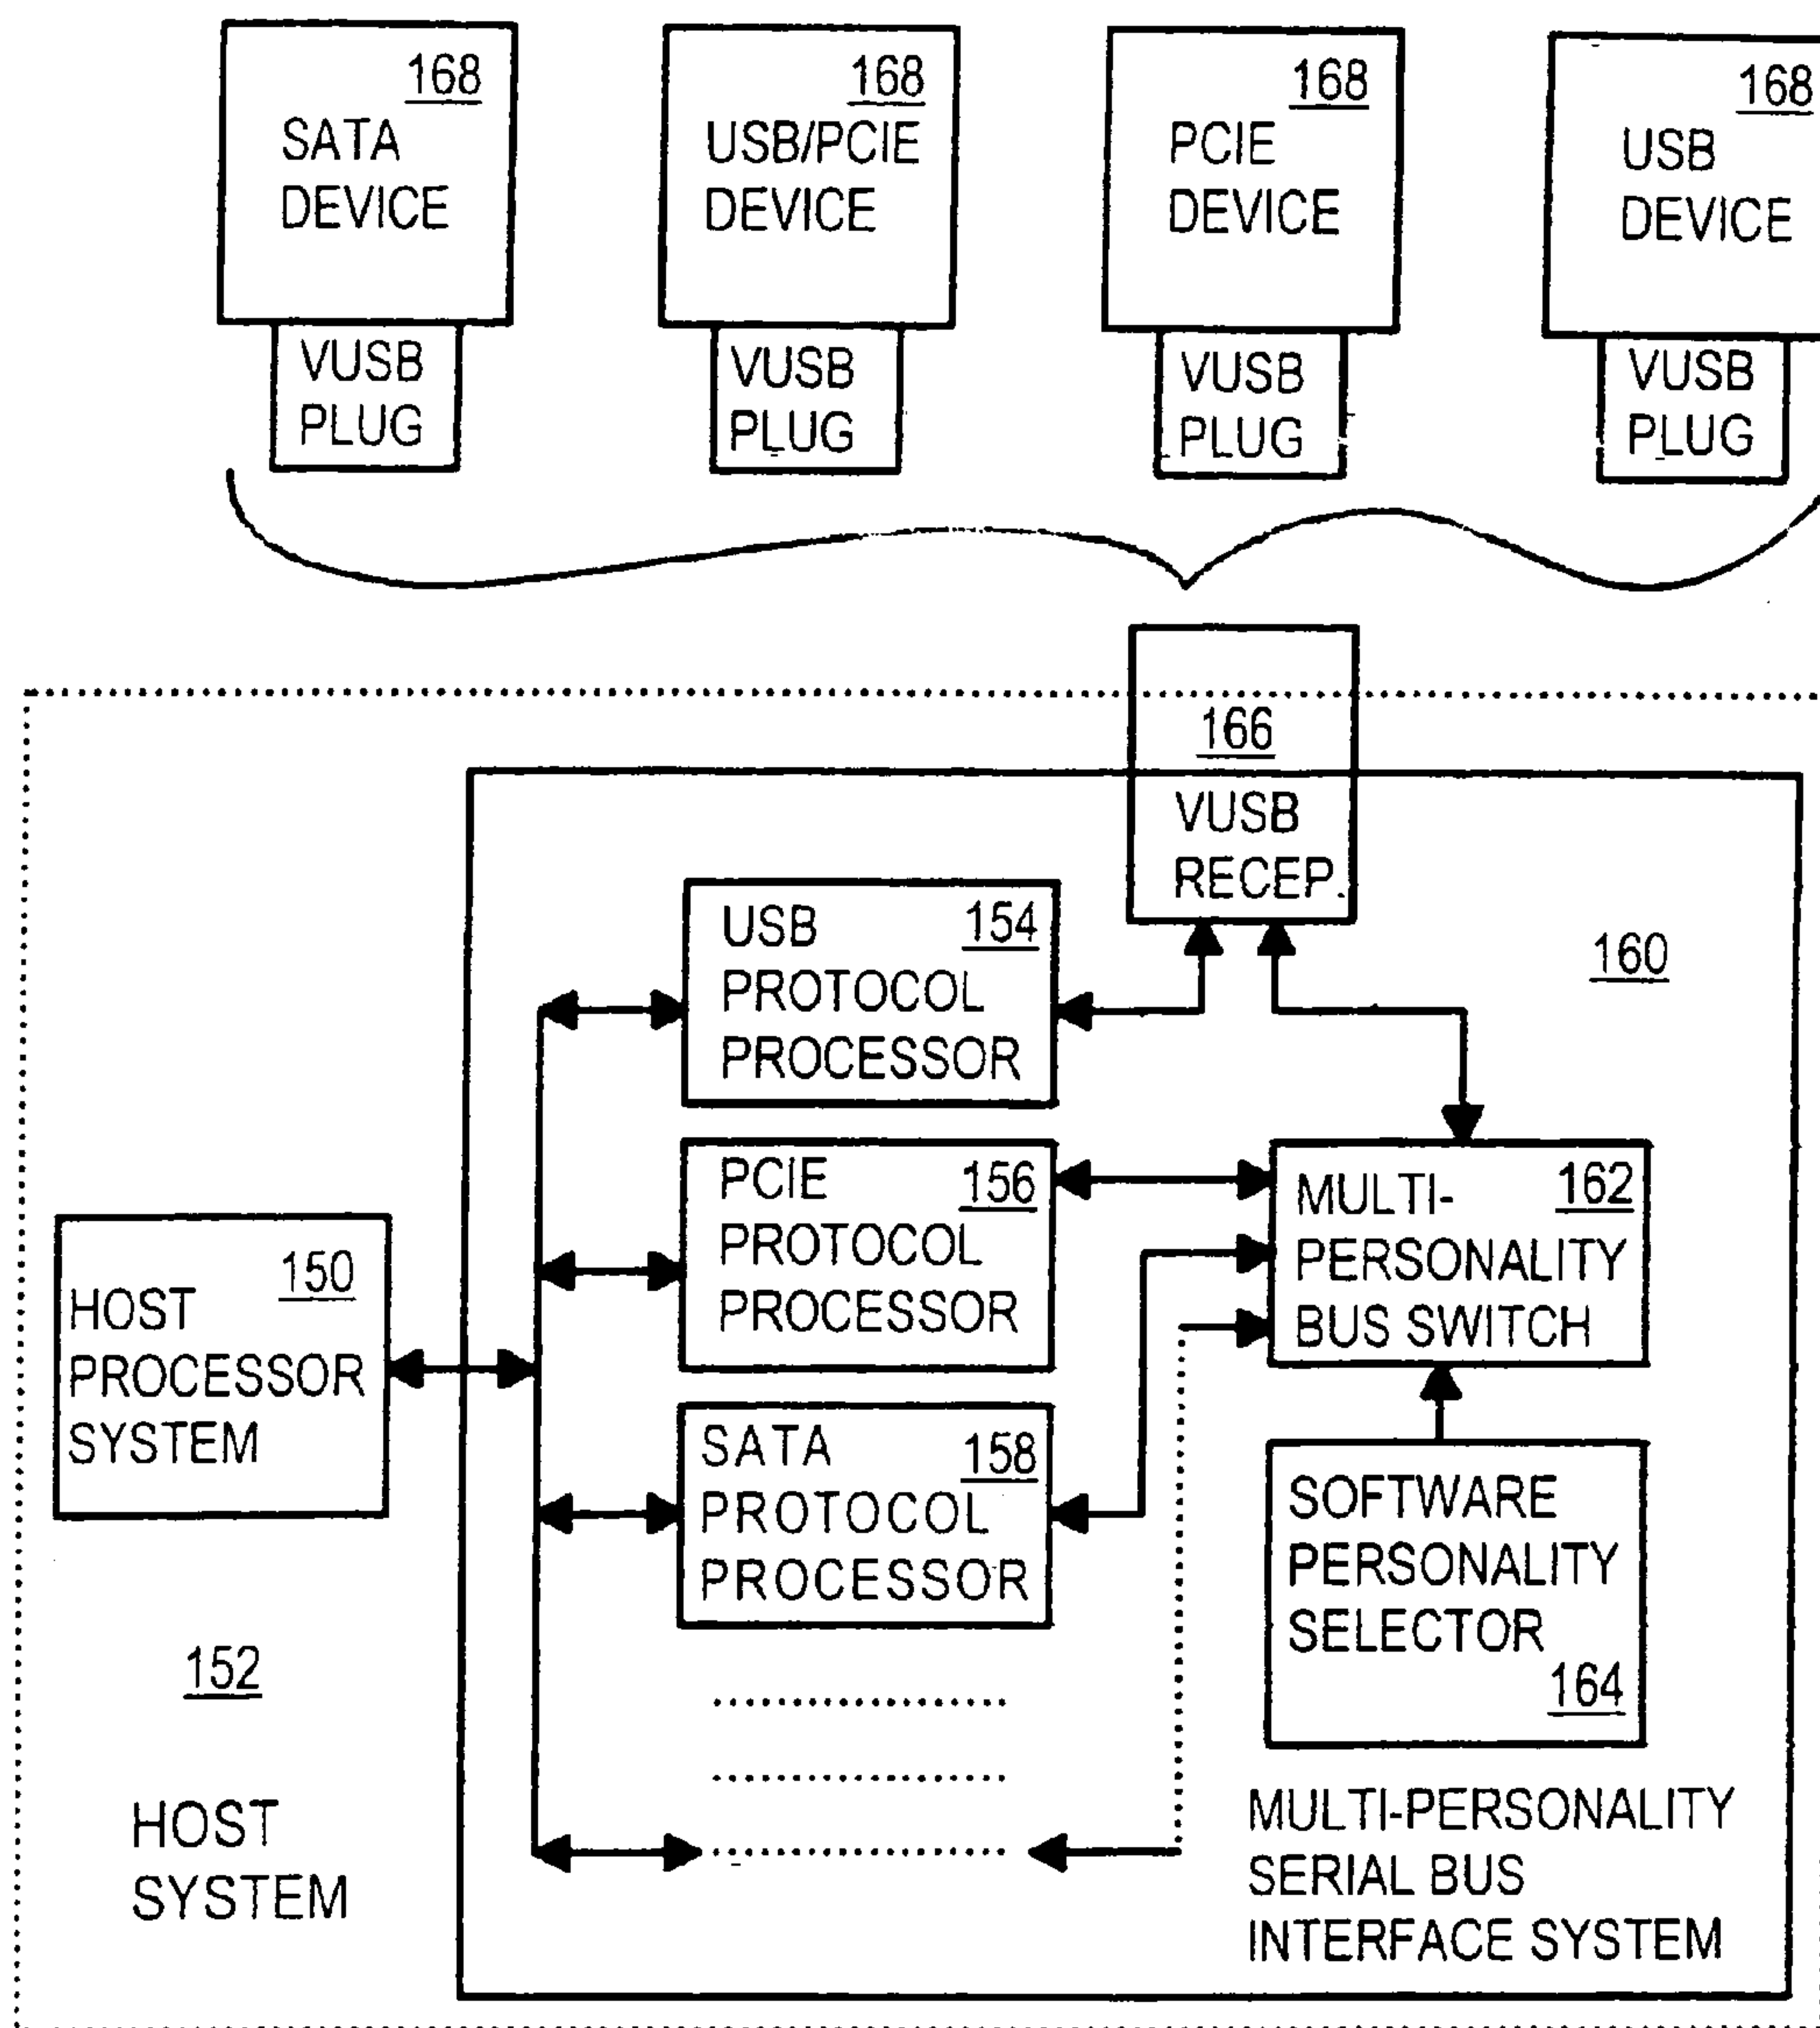 168
SATA
DEVICE
VUSB
PLUG
168
USB/PCIE
DEVICE
VUSB
PLUG
168
PCIE
DEVICE
VUSB
PLUG
168
USB
DEVICE
VUSB
PLUG
166
VUSB
RECEP.
160
USB 154
PROTOCOL
PROCESSOR
PCIE 156
PROTOCOL
PROCESSOR
SATA 158
PROTOCOL
PROCESSOR
MULTI- 162
PERSONALITY
BUS SWITCH
150
HOST
PROCESSOR
SYSTEM
SOFTWARE
PERSONALITY
SELECTOR
164
152
HOST
SYSTEM
MULTI-PERSONALITY
SERIAL BUS
INTERFACE SYSTEM